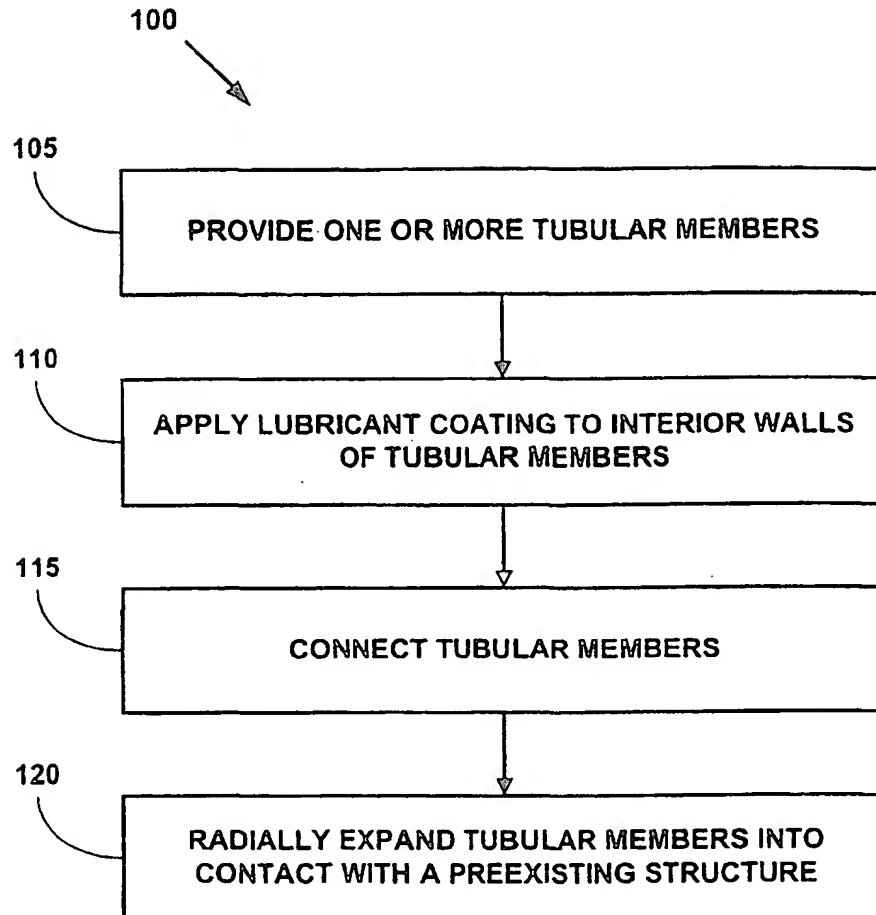 100
105
PROVIDE ONE OR MORE TUBULAR MEMBERS
110
APPLY LUBRICANT COATING TO INTERIOR WALLS
OF TUBULAR MEMBERS
115
CONNECT TUBULAR MEMBERS
120
RADIALLY EXPAND TUBULAR MEMBERS INTO
CONTACT WITH A PREEXISTING STRUCTURE